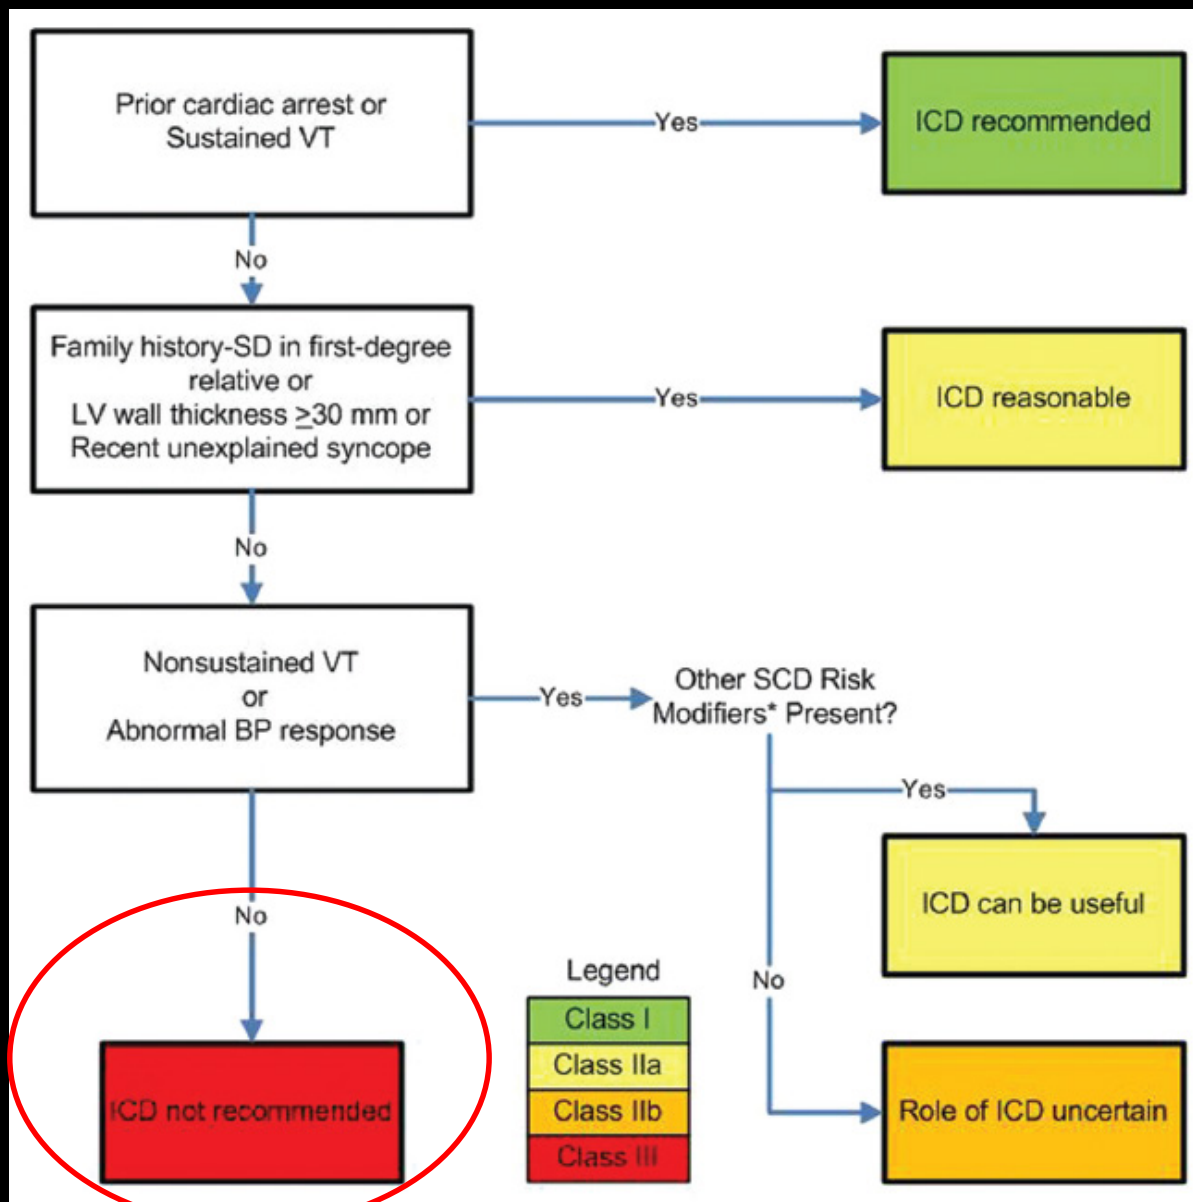 Prior cardiac arrest or
Sustained VT
Yes
ICD recommended
No
Family history-SD in first-degree
relative or
LV wall thickness ≥30 mm or
Recent unexplained syncope
Yes
ICD reasonable
No
Nonsustained VT
or
Abnormal BP response
Yes
Other SCD Risk
Modifiers* Present?
Yes
ICD can be useful
No
Role of ICD uncertain
No
ICD not recommended
Legend
Class I
Class IIa
Class IIb
Class III